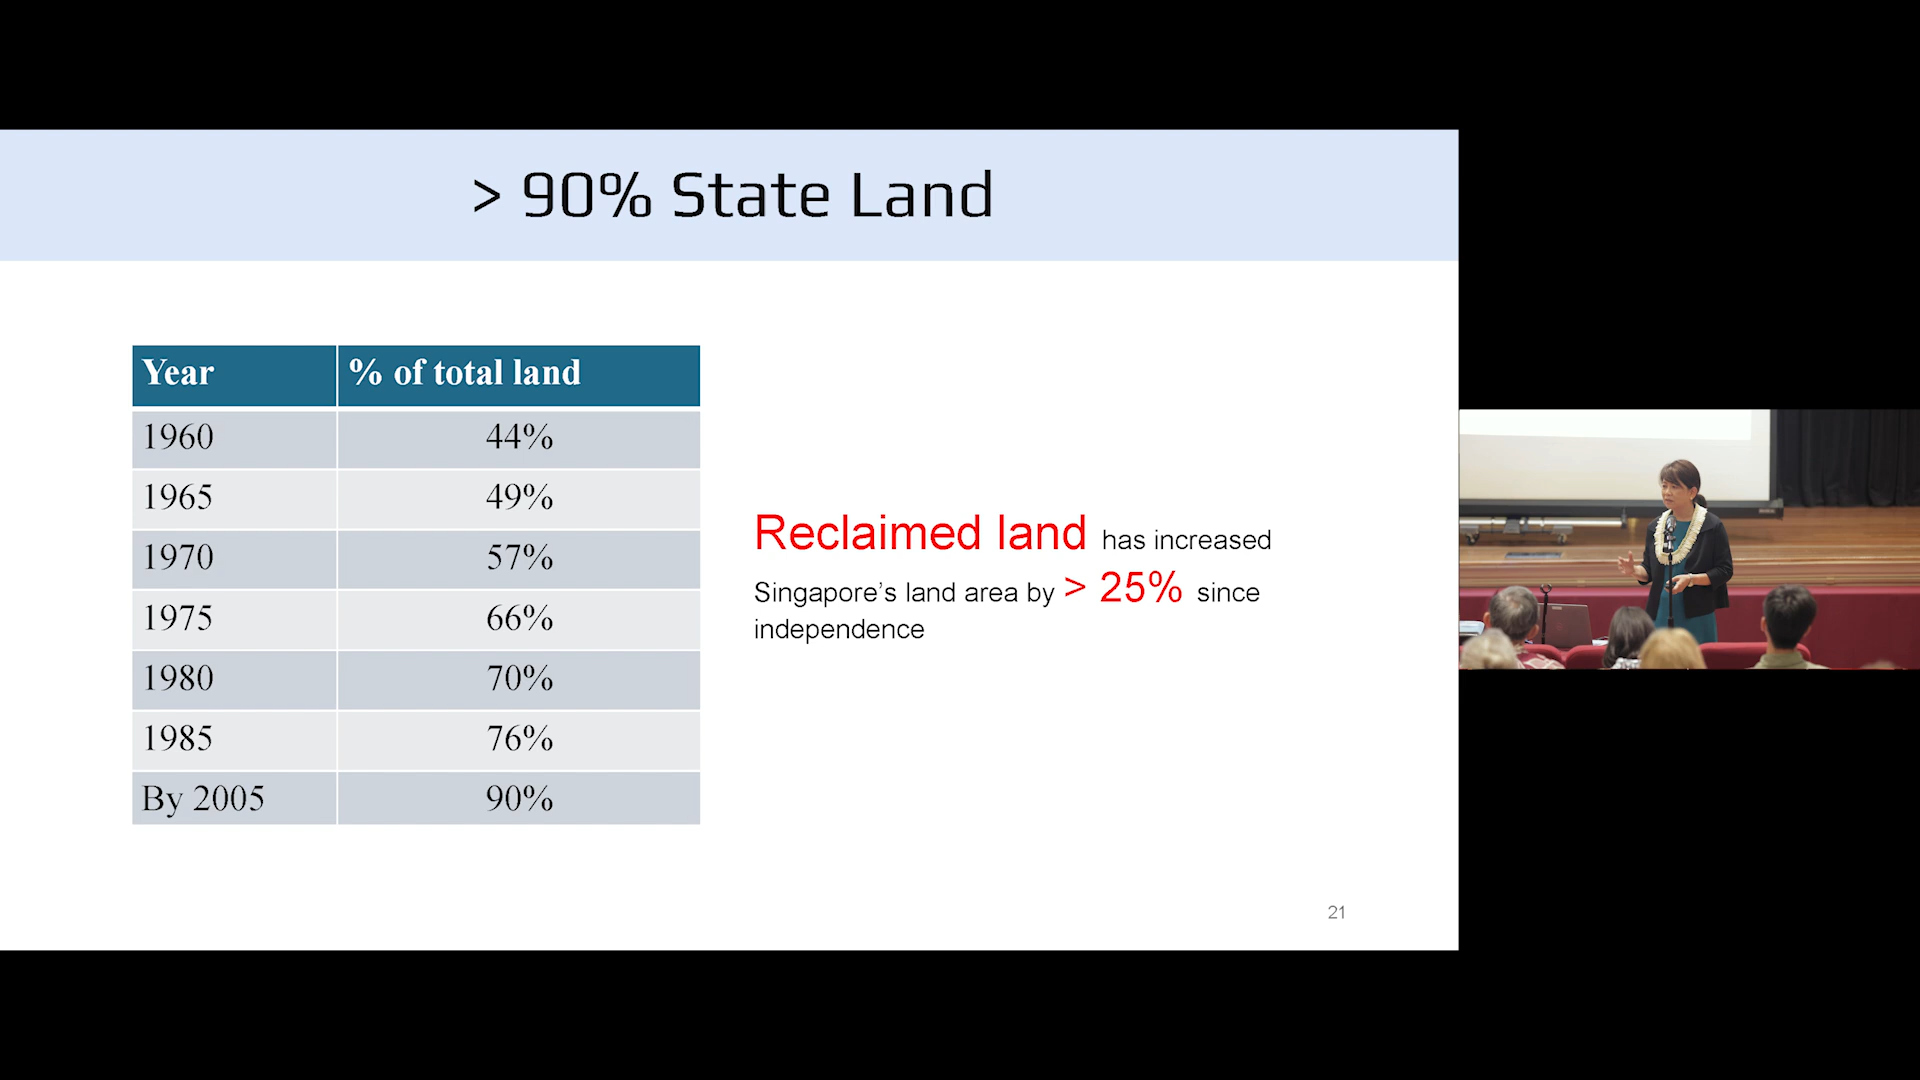 > 90% State Land
Year % of total land
1960 44%
1965 49%
1970 57%
1975 66%
1980 70%
1985 76%
By 2005 90%
Reclaimed land has increased
Singapore’s land area by > 25% since
independence
21